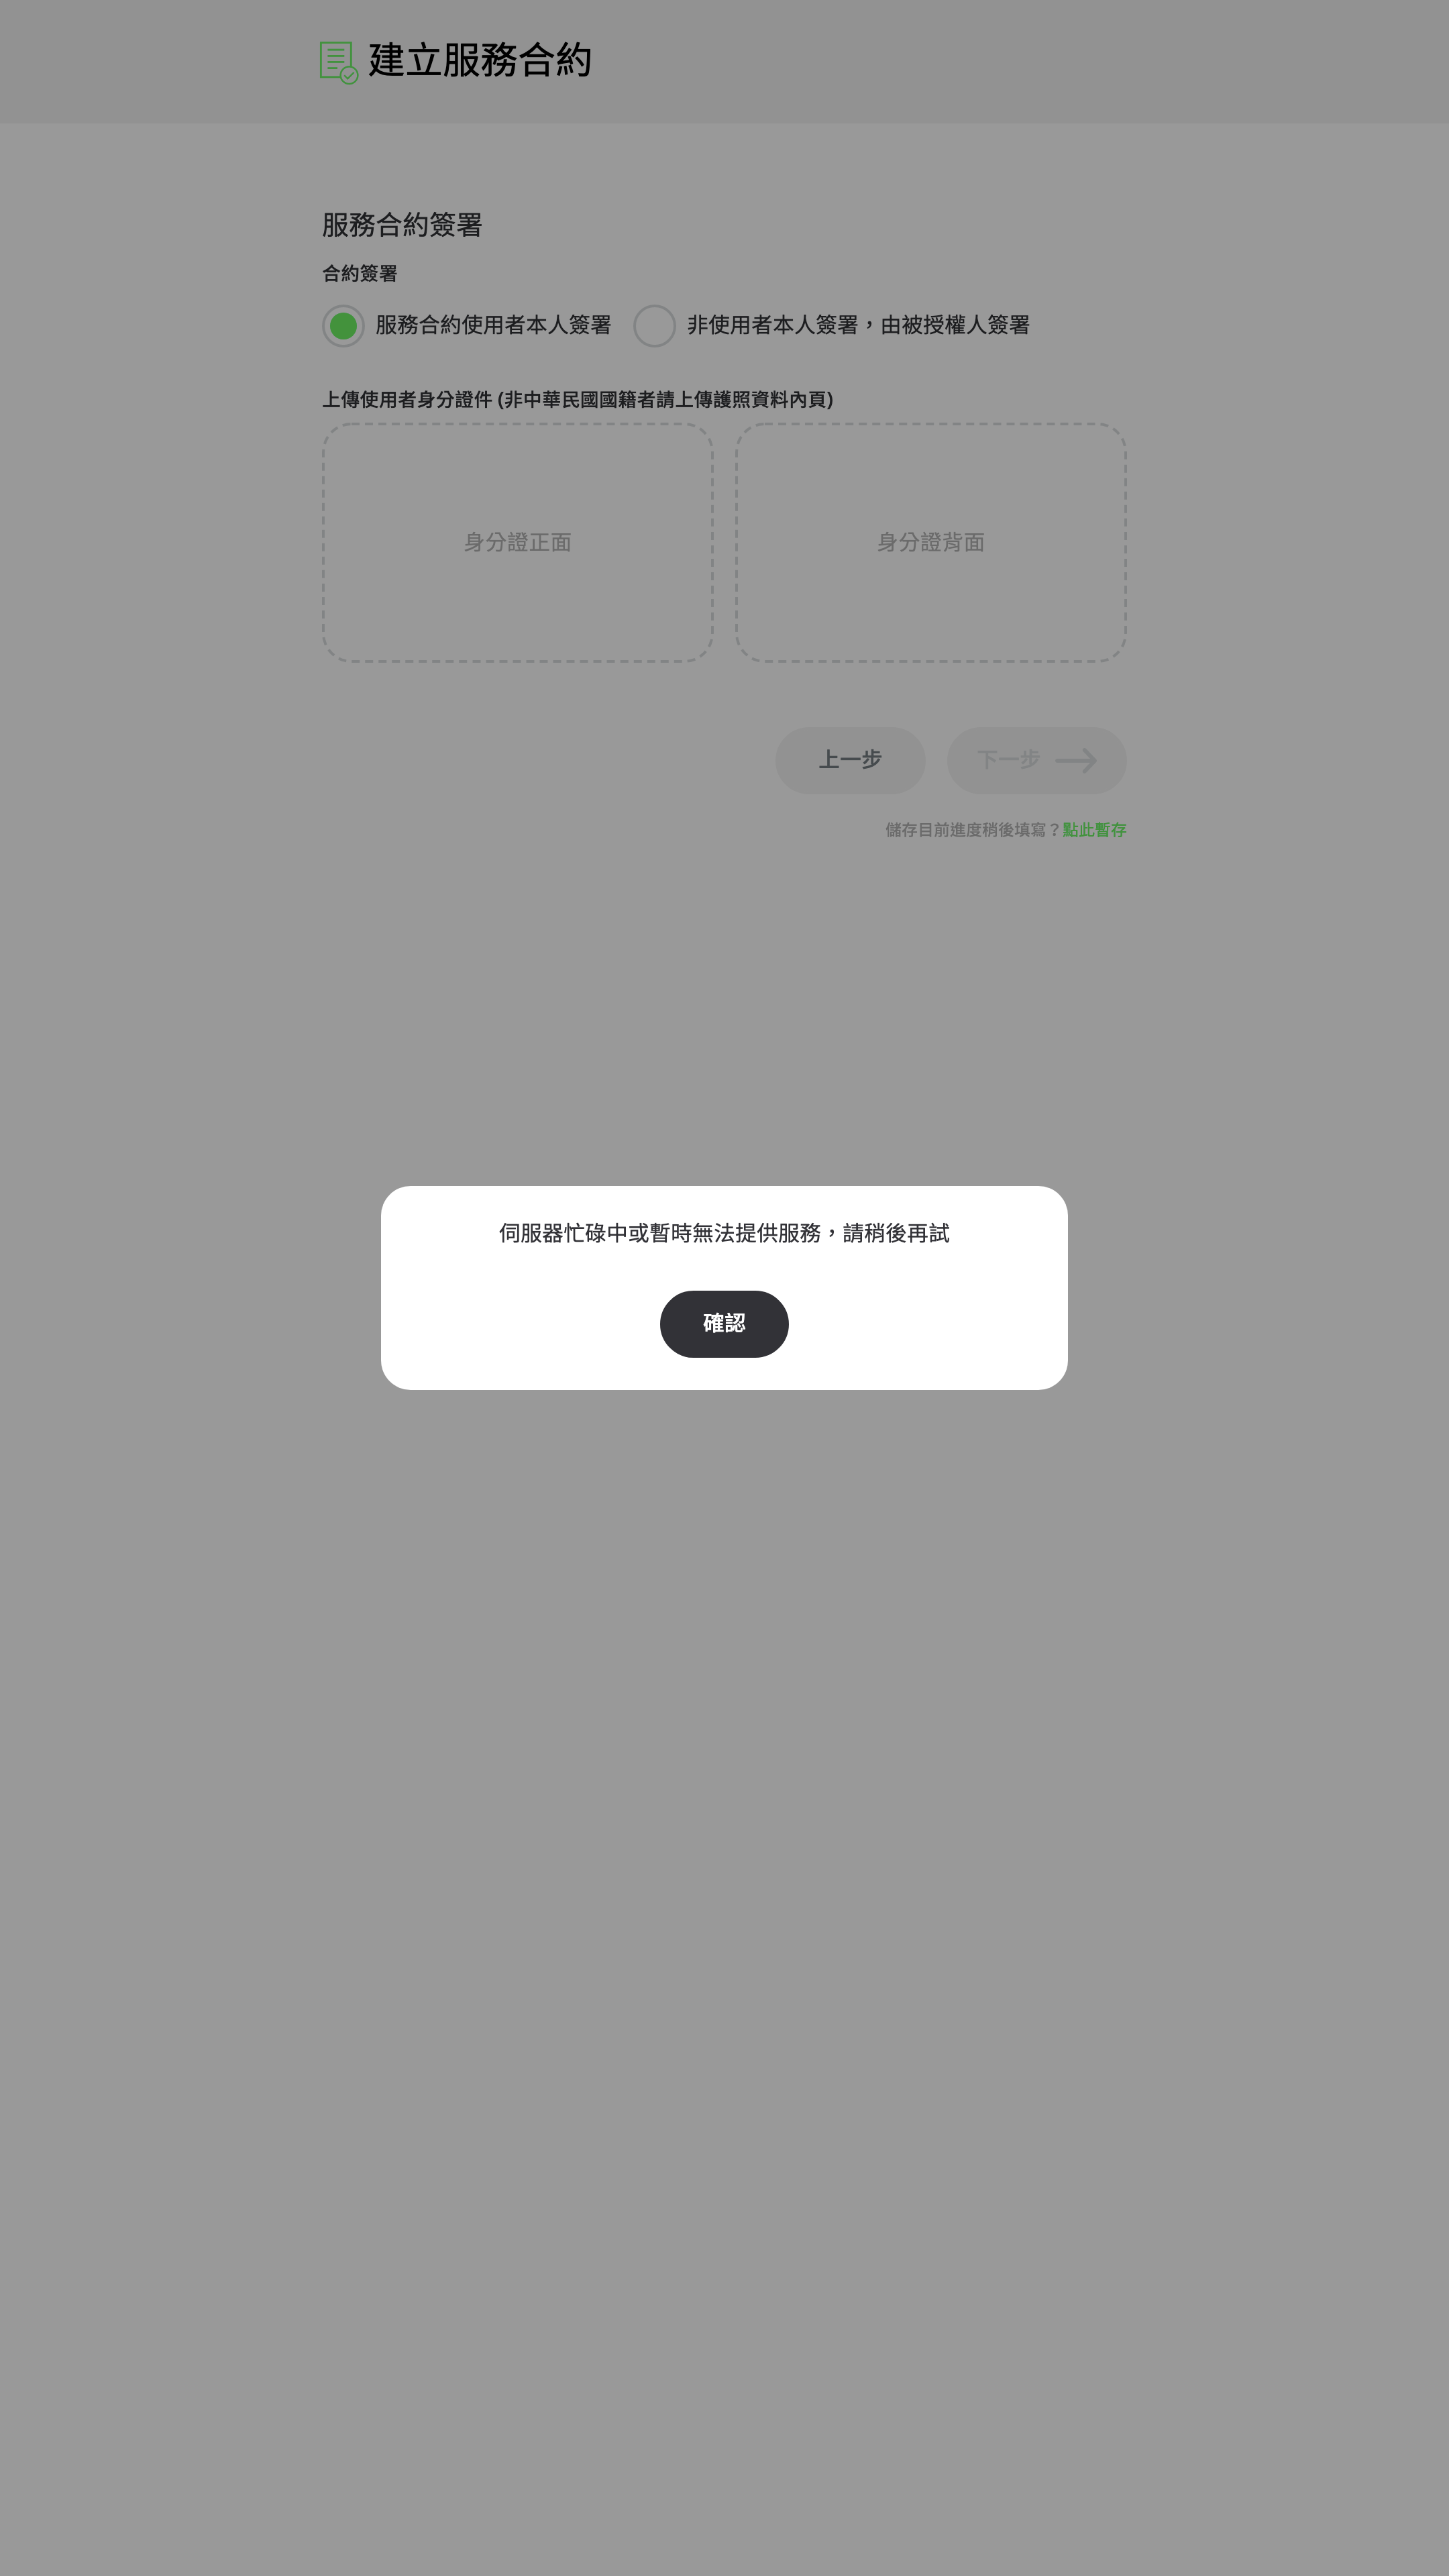 建立服務合約
服務合約簽署
合約簽署
服務合約使用者本人簽署
非使用者本人簽署，由被授權人簽署
上傳使用者身分證件 (非中華民國國籍者請上傳護照資料內頁)
身分證正面
身分證背面
上一步
下一步
儲存目前進度稍後填寫？點此暫存
伺服器忙碌中或暫時無法提供服務，請稍後再試
確認